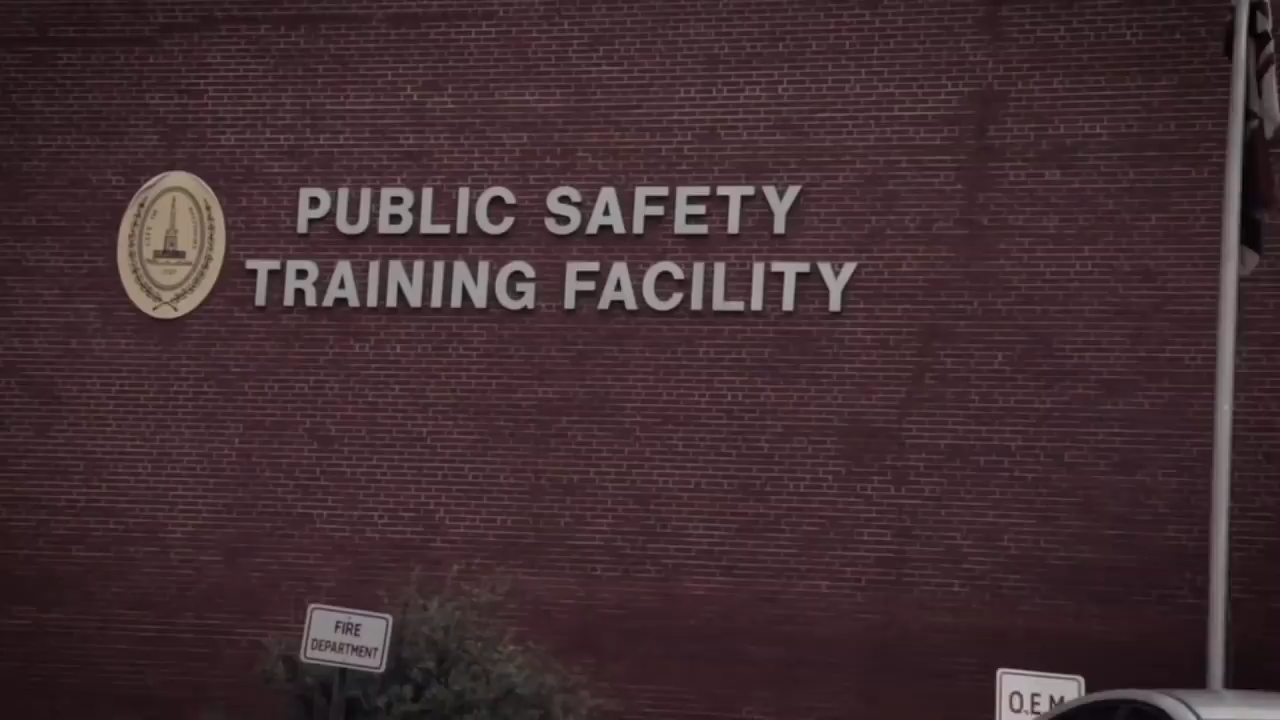 PUBLIC SAFETY
TRAINING FACILITY
FIRE
DEPARTMENT
O.E.M